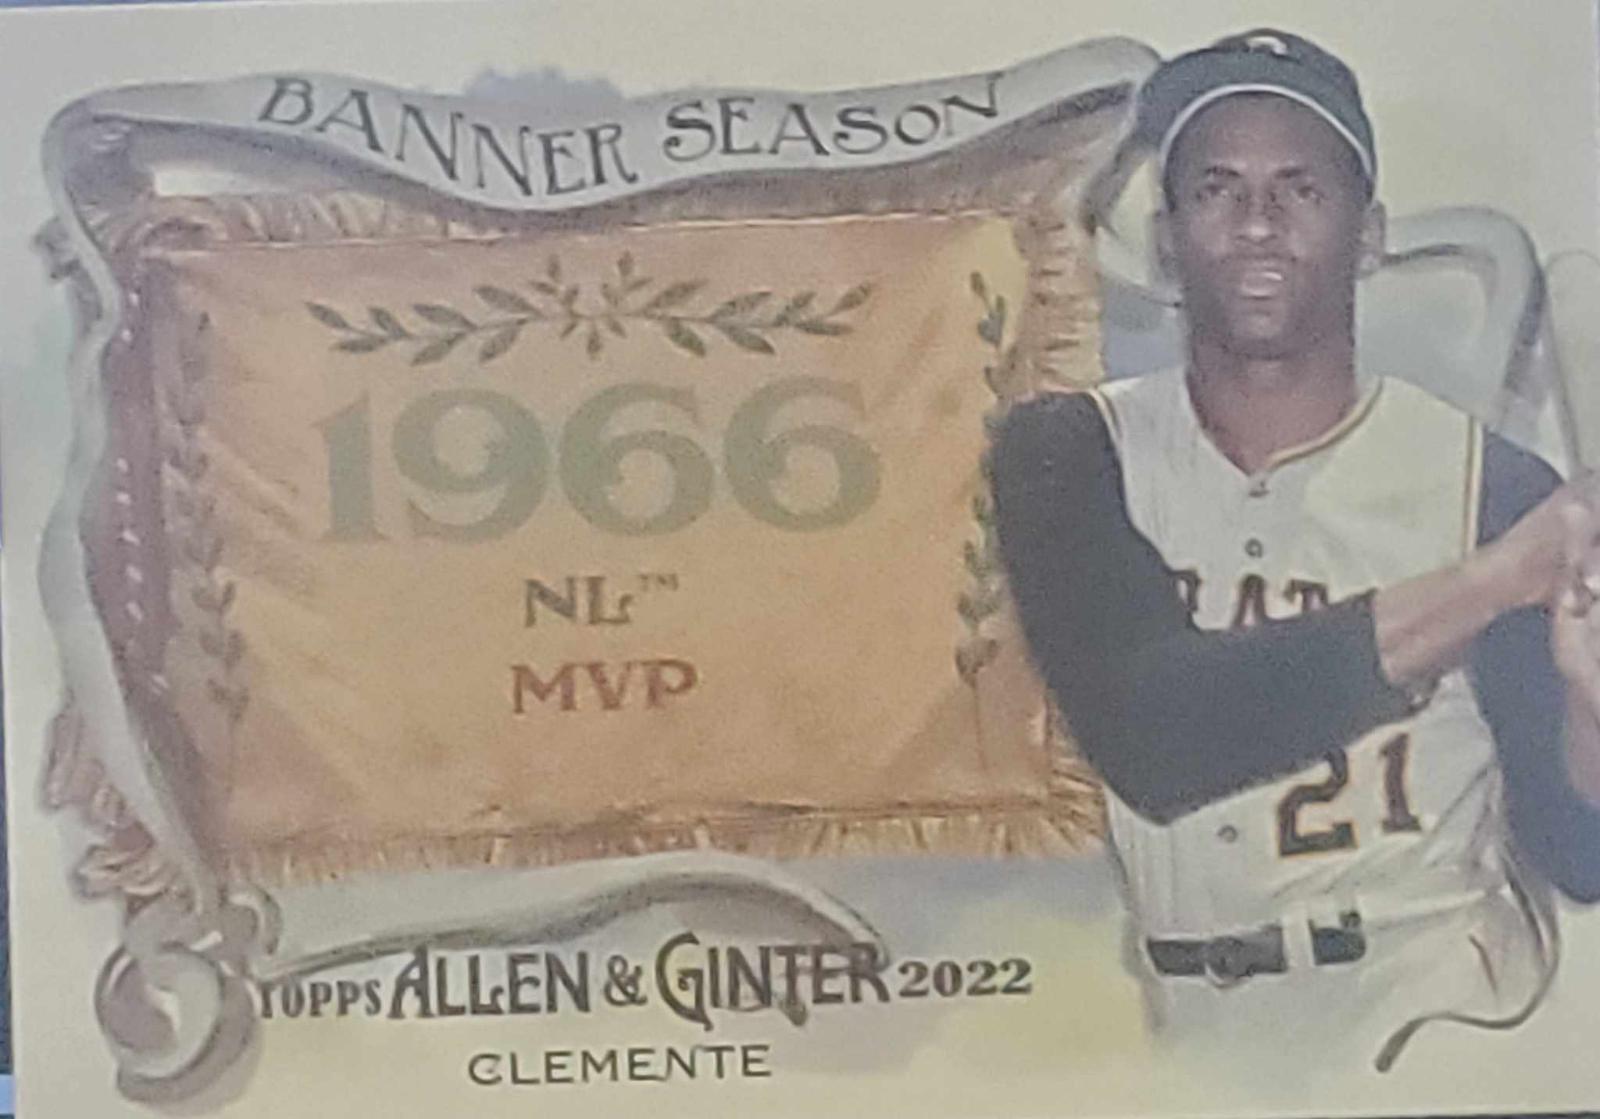 BANNER SEASON
1966
NL™
MVP
21
TOPPS ALLEN & GINTER 2022
CLEMENTE